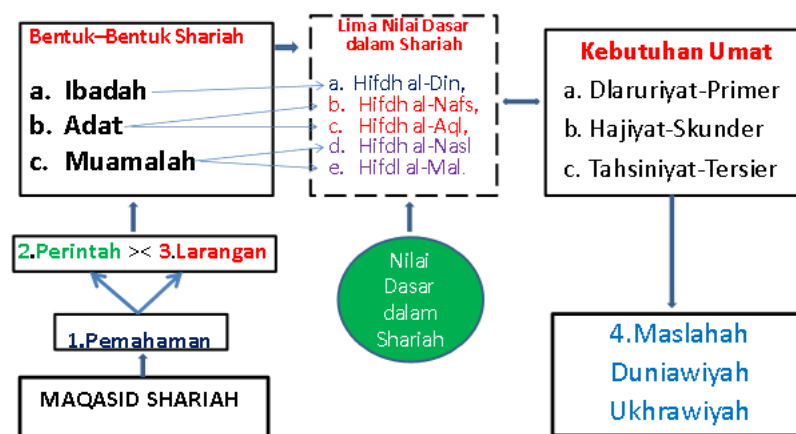 Bentuk–Bentuk Shariah
a. Ibadah
b. Adat
c. Muamalah
Lima Nilai Dasar
dalam Shariah
a. Hifdh al-Din,
b. Hifdh al-Nafs,
c. Hifdh al-Aql,
d. Hifdh al-Nasl
e. Hifdl al-Mal.
Kebutuhan Umat
a. Dlaruriyat-Primer
b. Hajiyat-Skunder
c. Tahsiniyat-Tersier
2.Perintah >< 3.Larangan
1.Pemahaman
MAQASID SHARIAH
Nilai
Dasar
dalam
Shariah
4.Maslahah
Duniawiyah
Ukhrawiyah